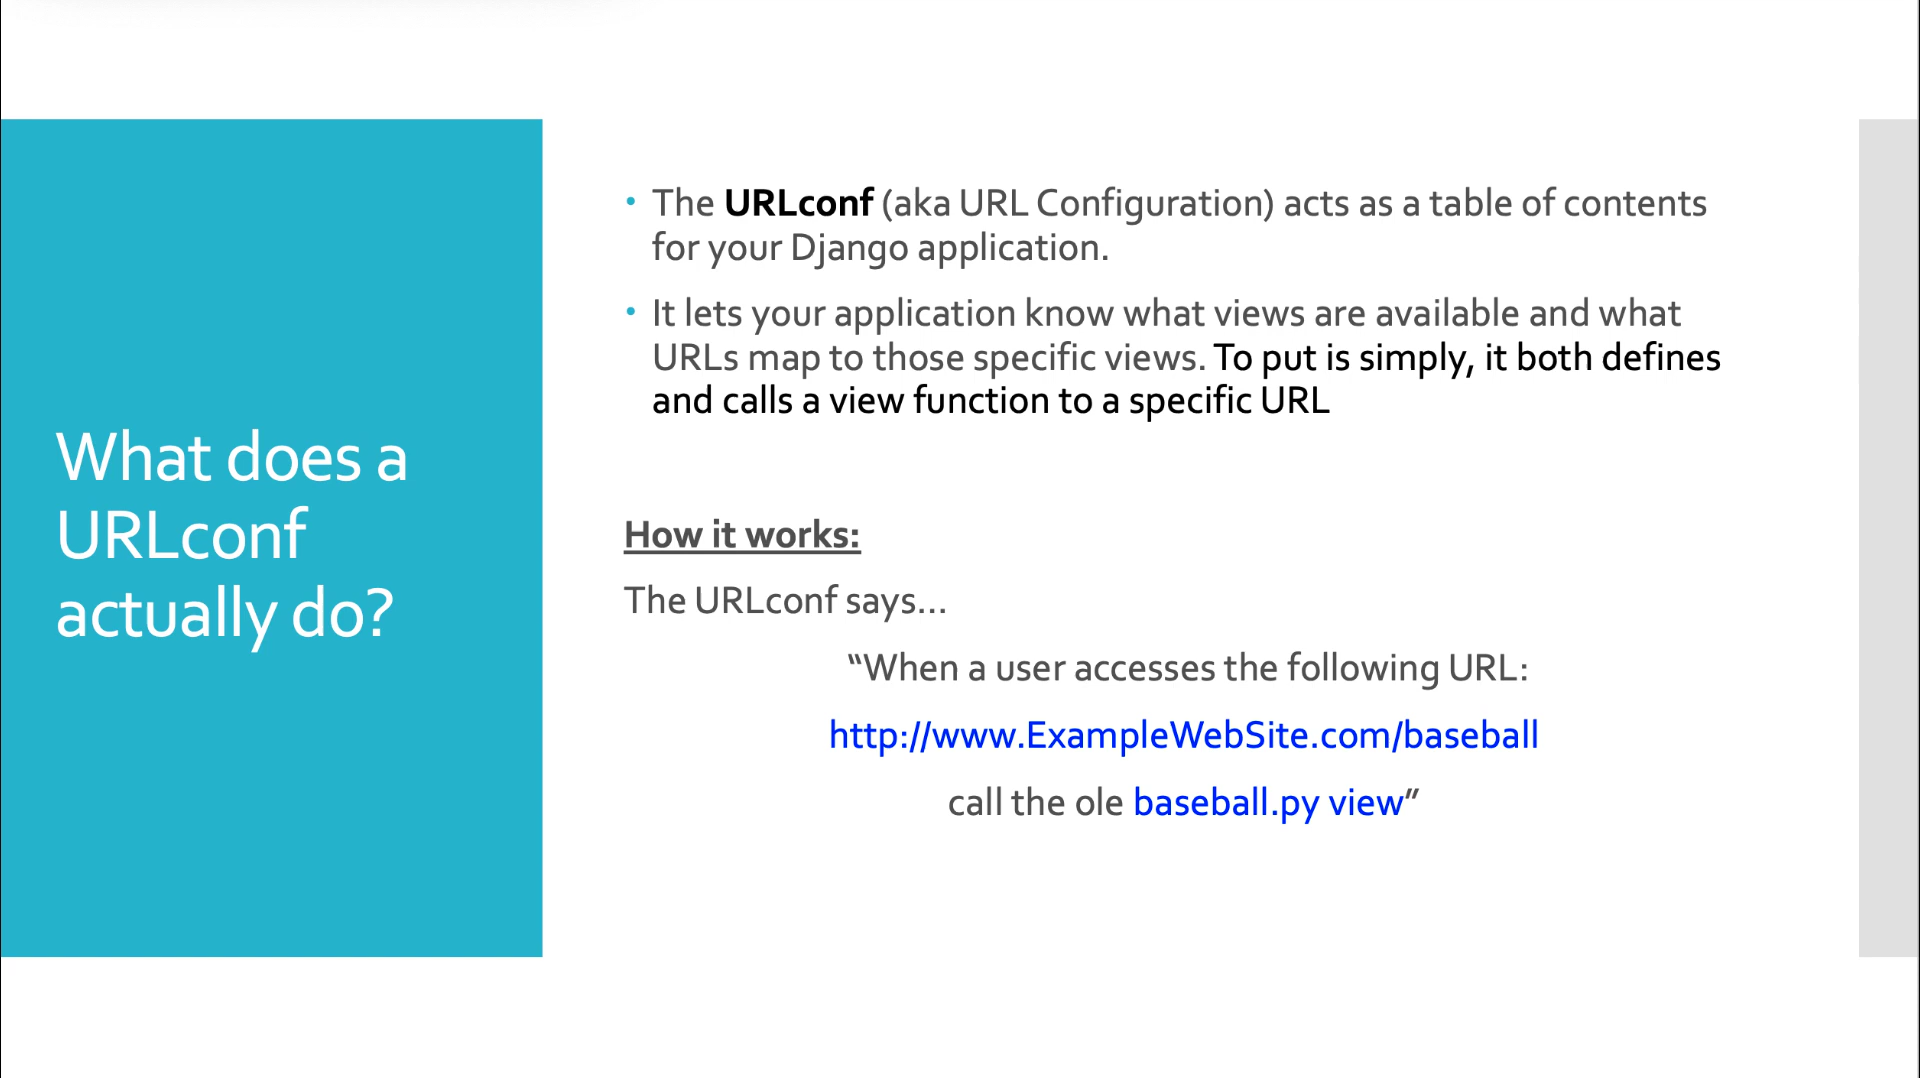 What does a
URLconf
actually do?
• The URLconf (aka URL Configuration) acts as a table of contents
for your Django application.
• It lets your application know what views are available and what
URLs map to those specific views. To put is simply, it both defines
and calls a view function to a specific URL
How it works:
The URLconf says...
“When a user accesses the following URL:
http://www.ExampleWebSite.com/baseball
call the ole baseball.py view”